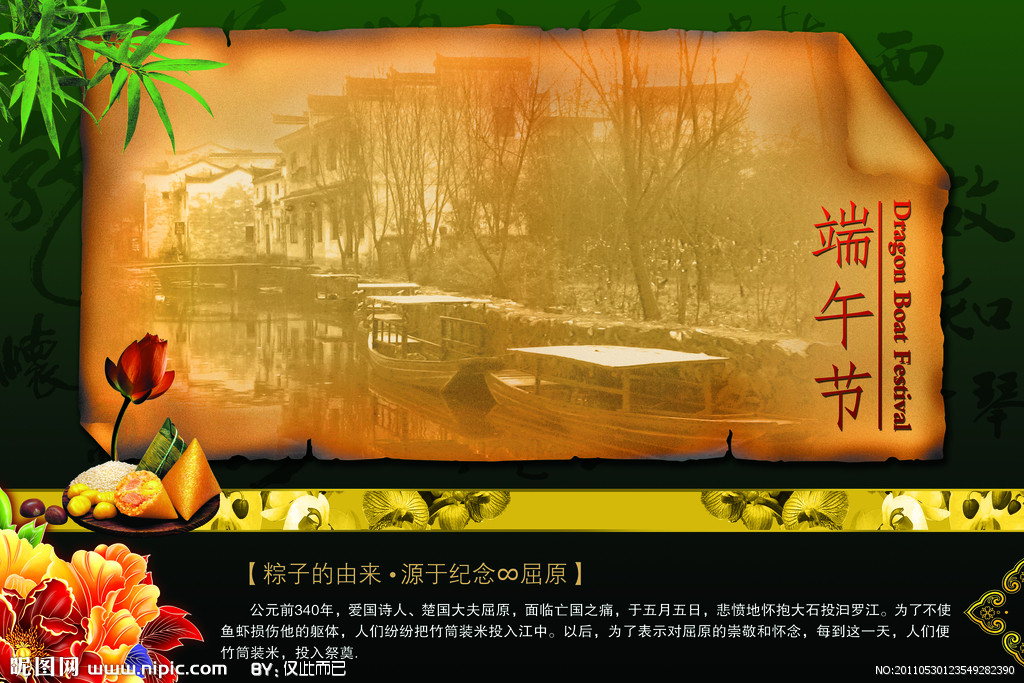 端午节
Dragon Boat Festival
【粽子的由来·源于纪念∞屈原】
公元前340年，爱国诗人、楚国大夫屈原，面临亡国之痛，于五月五日，悲愤地怀抱大石投汨罗江。为了不使
鱼虾损伤他的躯体，人们纷纷把竹筒装米投入江中。以后，为了表示对屈原的崇敬和怀念，每到这一天，人们便
竹筒装米，投入祭奠.
昵图网 www.nipic.com
BY: 仅此而已
NO:20110530123549282390